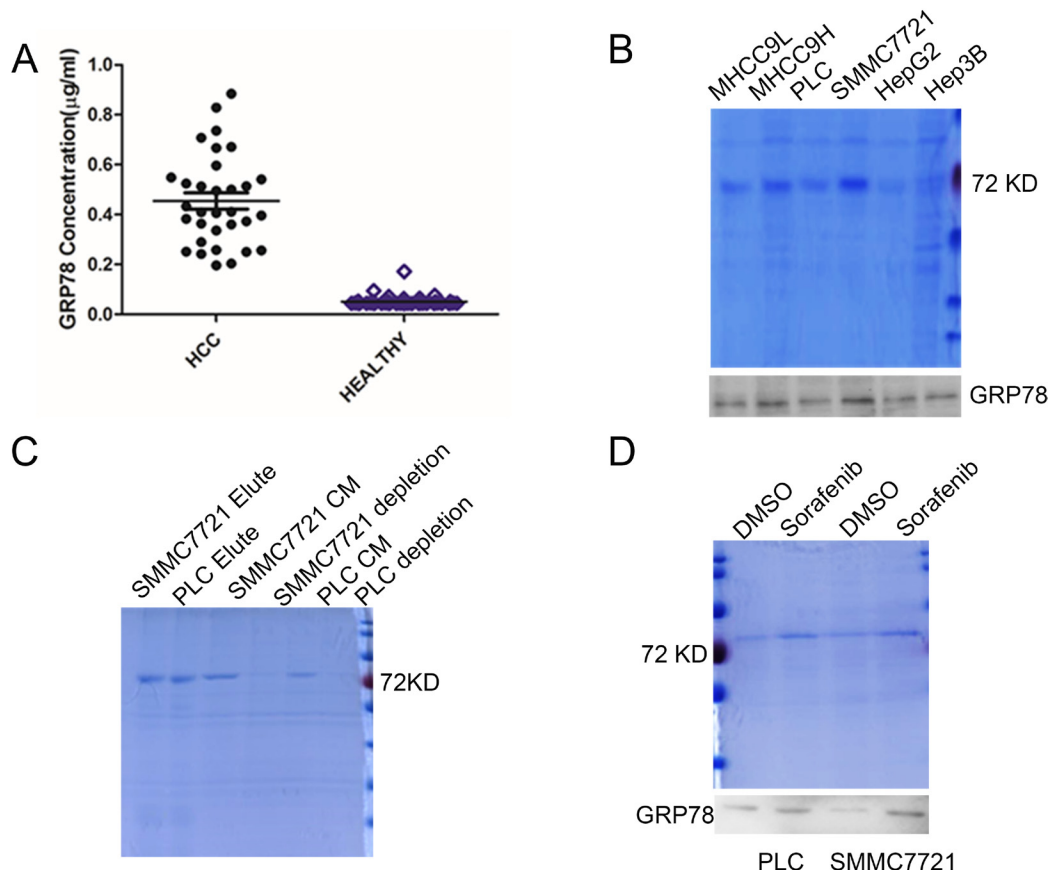 A
GRP78 Concentration(μg/ml)
1.0
0.8
0.6
0.4
0.2
0.0
HCC
HEALTHY
B
MHCC9L
MHCC9H
PLC
SMMC7721
HepG2
Hep3B
72 KD
GRP78
C
SMMC7721 Elute
PLC Elute
SMMC7721 CM
SMMC7721 depletion
PLC CM
PLC depletion
72KD
D
DMSO
Sorafenib
DMSO
Sorafenib
72 KD
GRP78
PLC SMMC7721